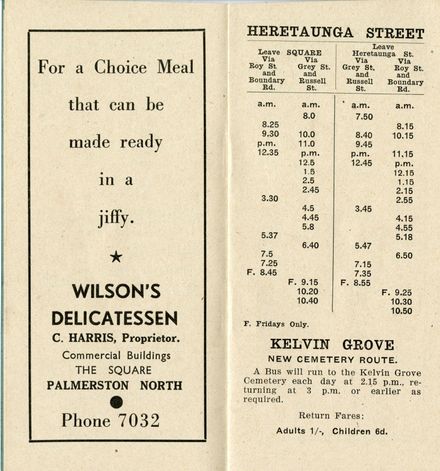 For a Choice Meal
that can be
made ready
in a
jiffy.
★
WILSON'S
DELICATESSEN
C. HARRIS, Proprietor.
Commercial Buildings
THE SQUARE
PALMERSTON NORTH
Phone 7032
HERETAUNGA STREET
Leave SQUARE Leave Heretaunga St.
Via Via Via Via
Roy St. Grey St. Grey St. Roy St.
and and and and
Boundary Russell Russell Boundary
Rd. St. St. Rd.
a.m. a.m. a.m. a.m.
8.0 7.50
8.25 8.15
9.30 10.0 8.40 10.15
p.m. 11.0 9.45
12.35 p.m. p.m. 11.15
12.5 12.45 p.m.
1.5 12.15
2.5 1.15
2.45 2.15
3.30 2.55
4.5 3.45
4.45 4.15
5.8 4.55
5.37 5.18
6.40 5.47
7.5 6.50
7.25 7.15
F. 8.45 7.35
F. 9.15 F. 8.55
10.20 F. 9.25
10.40 10.30
10.50
F. Fridays Only.
KELVIN GROVE
NEW CEMETERY ROUTE.
A Bus will run to the Kelvin Grove
Cemetery each day at 2.15 p.m., re-
turning at 3 p.m. or earlier as
required.
Return Fares:
Adults 1/-, Children 6d.